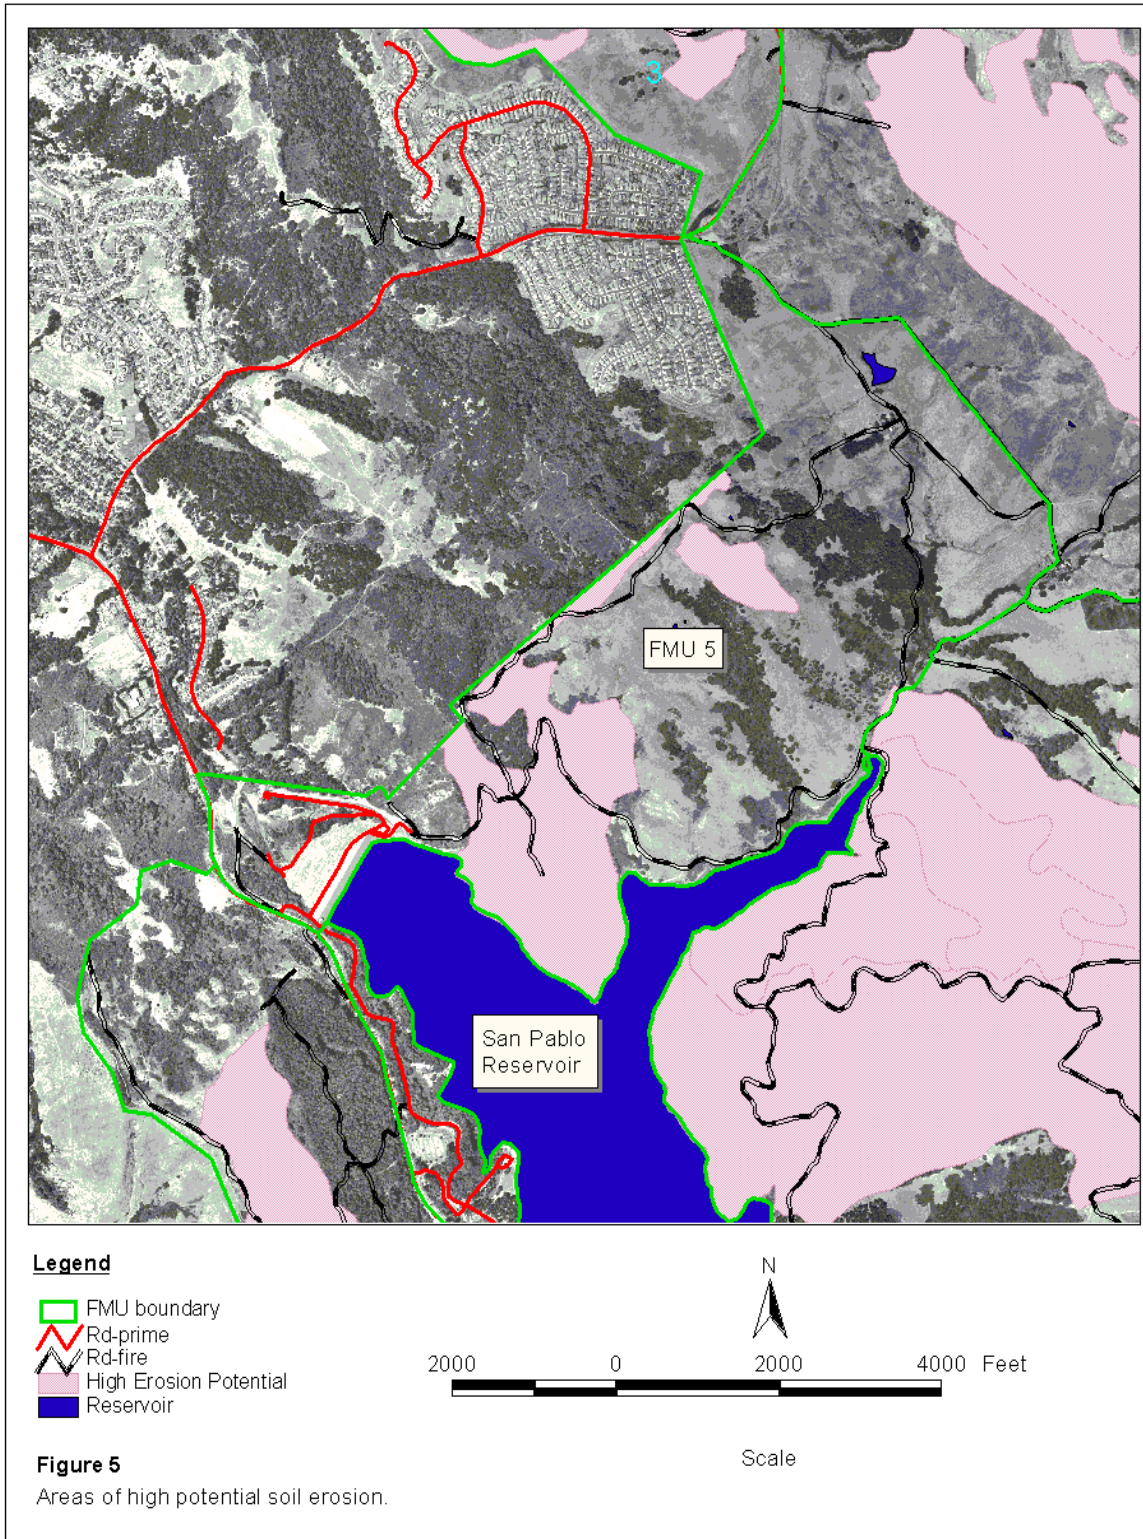 3
FMU 5
San Pablo
Reservoir
Legend
FMU boundary
Rd-prime
Rd-fire
High Erosion Potential
Reservoir
N
2000 0 2000 4000 Feet
Scale
Figure 5
Areas of high potential soil erosion.